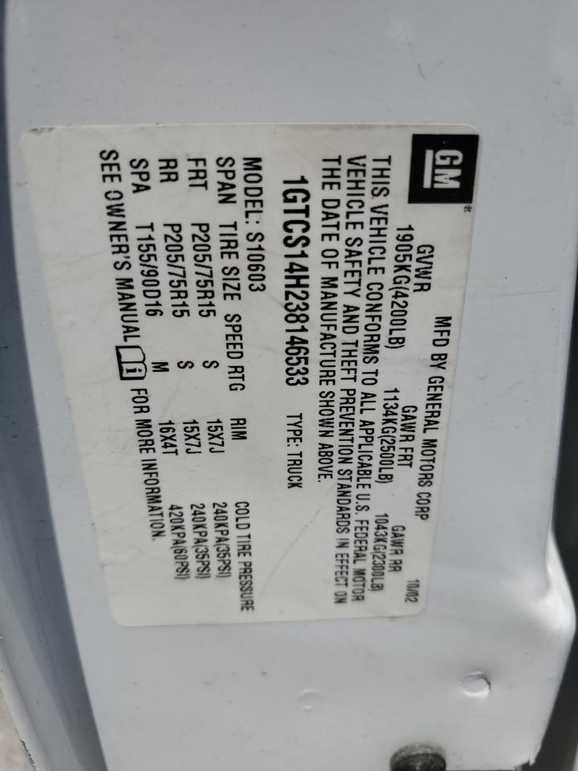 GM
MFD BY GENERAL MOTORS CORP 10/02
GVWR GAWR FRT GAWR RR
1905KG(4200LB) 1134KG(2500LB) 1043KG(2300LB)
THIS VEHICLE CONFORMS TO ALL APPLICABLE U.S. FEDERAL MOTOR
VEHICLE SAFETY AND THEFT PREVENTION STANDARDS IN EFFECT ON
THE DATE OF MANUFACTURE SHOWN ABOVE.
1GTCS14H238146533 TYPE: TRUCK
MODEL: S10603
SPAN TIRE SIZE SPEED RTG RIM COLD TIRE PRESSURE
FRT P205/75R15 S 15X7J 240KPA(35PSI)
RR P205/75R15 S 15X7J 240KPA(35PSI)
SPA T155/90D16 M 16X4T 420KPA(60PSI)
SEE OWNER'S MANUAL FOR MORE INFORMATION.